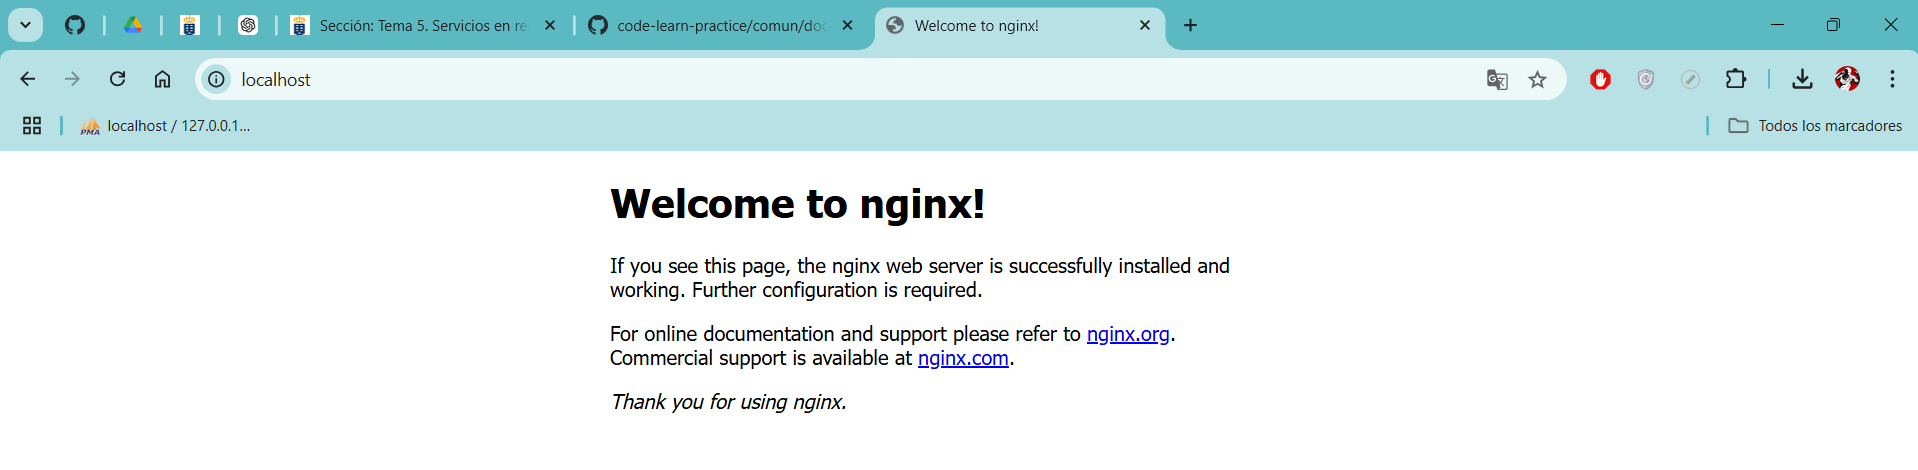 Sección: Tema 5. Servicios en re
code-learn-practice/comun/doc
Welcome to nginx!
localhost
PMA
localhost / 127.0.0.1...
Todos los marcadores
Welcome to nginx!
If you see this page, the nginx web server is successfully installed and
working. Further configuration is required.
For online documentation and support please refer to nginx.org.
Commercial support is available at nginx.com.
Thank you for using nginx.